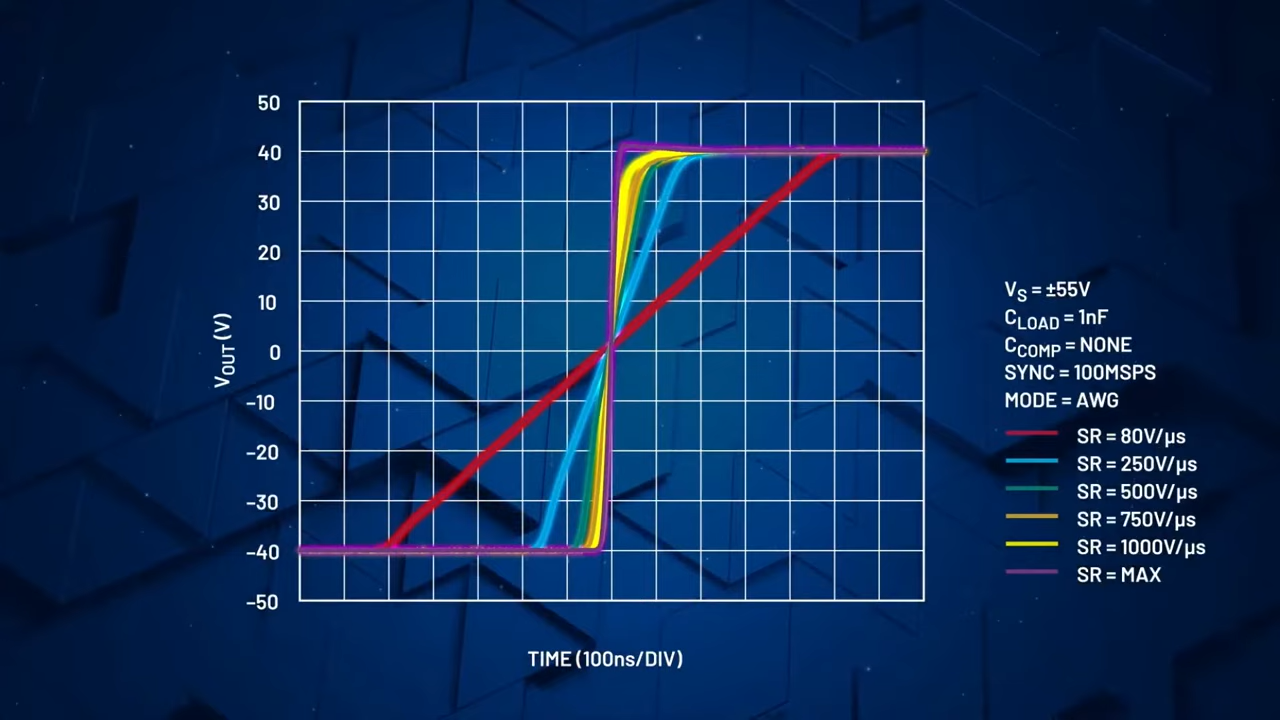 50
40
30
20
10
0
–10
–20
–30
–40
–50
VOUT (V)
TIME (100ns/DIV)
VS = ±55V
CLOAD = 1nF
CCOMP = NONE
SYNC = 100MSPS
MODE = AWG
SR = 80V/µs
SR = 250V/µs
SR = 500V/µs
SR = 750V/µs
SR = 1000V/µs
SR = MAX